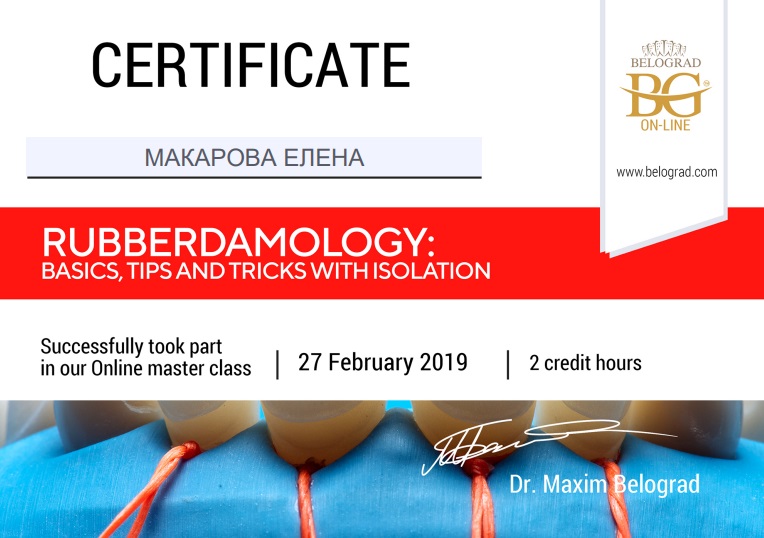 CERTIFICATE
BELOGRAD
BG
ON-LINE
www.belograd.com
МАКАРОВА ЕЛЕНА
RUBBERDAMOLOGY:
BASICS, TIPS AND TRICKS WITH ISOLATION
Successfully took part
in our Online master class
27 February 2019
2 credit hours
Dr. Maxim Belograd